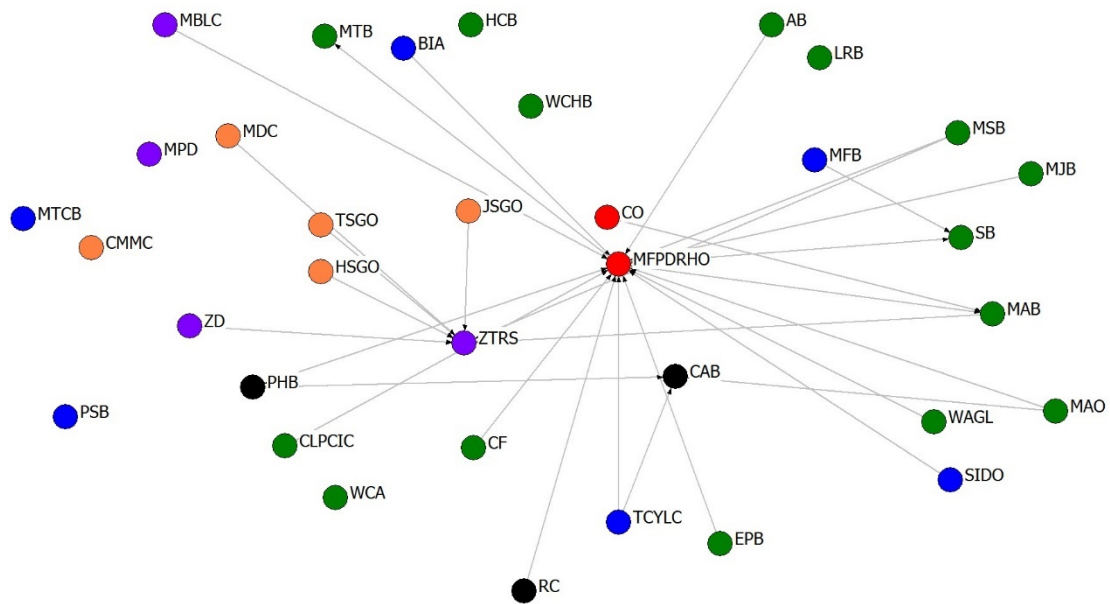 MBLC
HCB
AB
MTB
BIA
LRB
WCHB
MSB
MDC
MPD
MFB
MJB
JSGO
MTCB
TSGO
CO
SB
CMMC
MFPDRHO
HSGO
MAB
ZD
ZTRS
CAB
PHB
MAO
PSB
WAGL
CLPCIC
CF
SIDO
WCA
TCYLC
EPB
RC